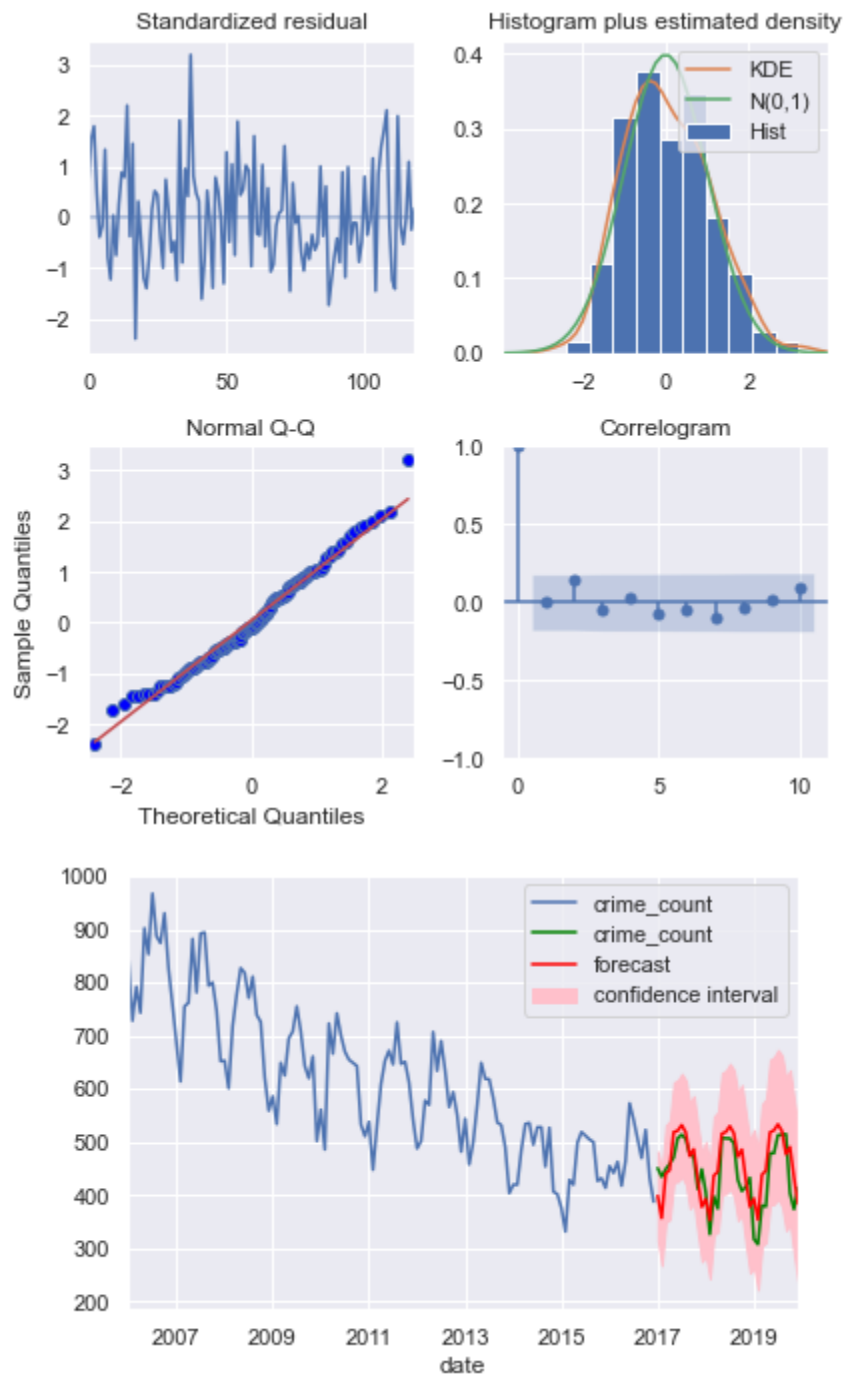 Standardized residual
3
2
1
0
−1
−2
0 50 100
Histogram plus estimated density
0.4
0.3
0.2
0.1
0.0
−2 0 2
KDE
N(0,1)
Hist
Normal Q-Q
Sample Quantiles
3
2
1
0
−1
−2
−2 0 2
Theoretical Quantiles
Correlogram
1.0
0.5
0.0
−0.5
−1.0
0 5 10
1000
900
800
700
600
500
400
300
200
crime_count
crime_count
forecast
confidence interval
2007 2009 2011 2013 2015 2017 2019
date